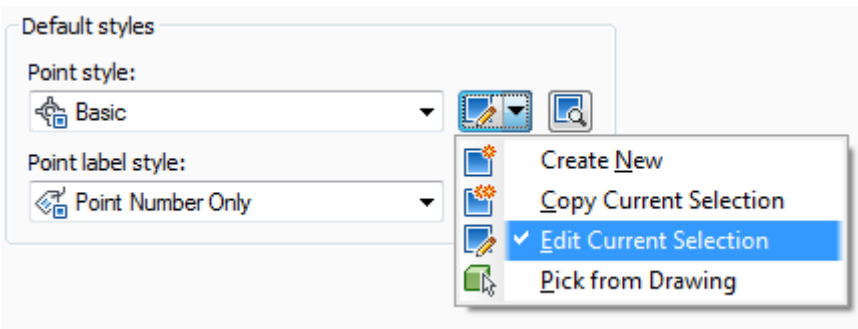 Default styles
Point style:
Basic
Point label style:
Point Number Only
Create New
Copy Current Selection
Edit Current Selection
Pick from Drawing